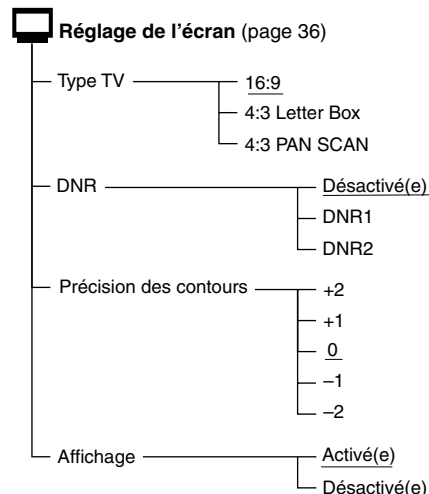 Réglage de l'écran (page 36)
Type TV
16:9
4:3 Letter Box
4:3 PAN SCAN
DNR
Désactivé(e)
DNR1
DNR2
Précision des contours
+2
+1
0
–1
–2
Affichage
Activé(e)
Désactivé(e)